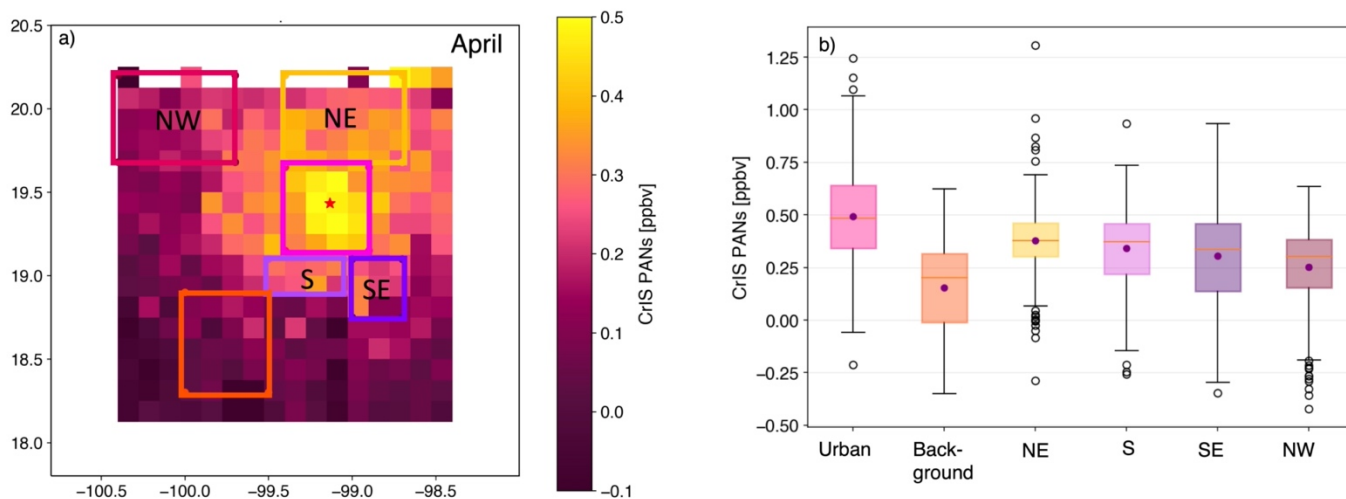 a)
April
20.5
20.0
19.5
19.0
18.5
18.0
−100.5
−100.0
−99.5
−99.0
−98.5
NW
NE
S
SE
0.5
0.4
0.3
0.2
0.1
0.0
−0.1
CrIS PANs [ppbv]
b)
CrIS PANs [ppbv]
1.25
1.00
0.75
0.50
0.25
0.00
−0.25
−0.50
Urban
Back-
ground
NE
S
SE
NW